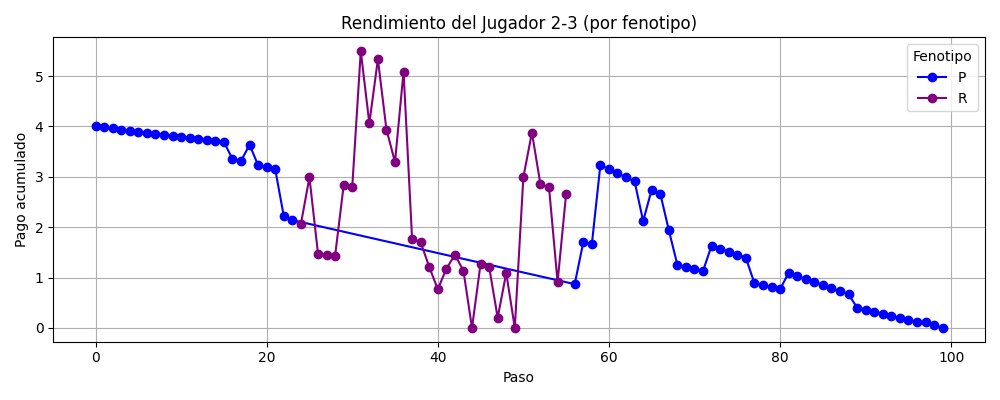 Rendimiento del Jugador 2-3 (por fenotipo)
Pago acumulado
5
4
3
2
1
0
Fenotipo
P
R
0 20 40 60 80 100
Paso